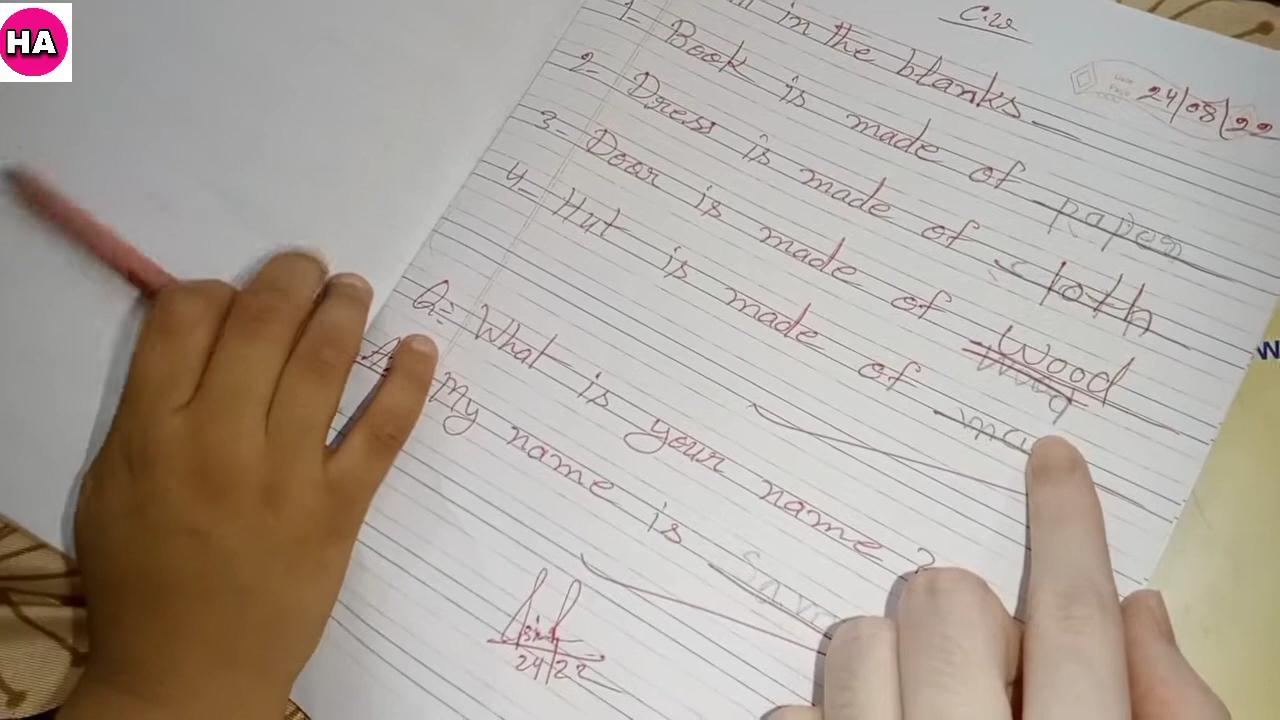 HA
C.W
in the blanks
24/08/22
1- Book is made of paper
2- Dress is made of cloth
3- Door is made of Wood
4- Hut is made of
Q= What is your name?
My name is
24/22
W